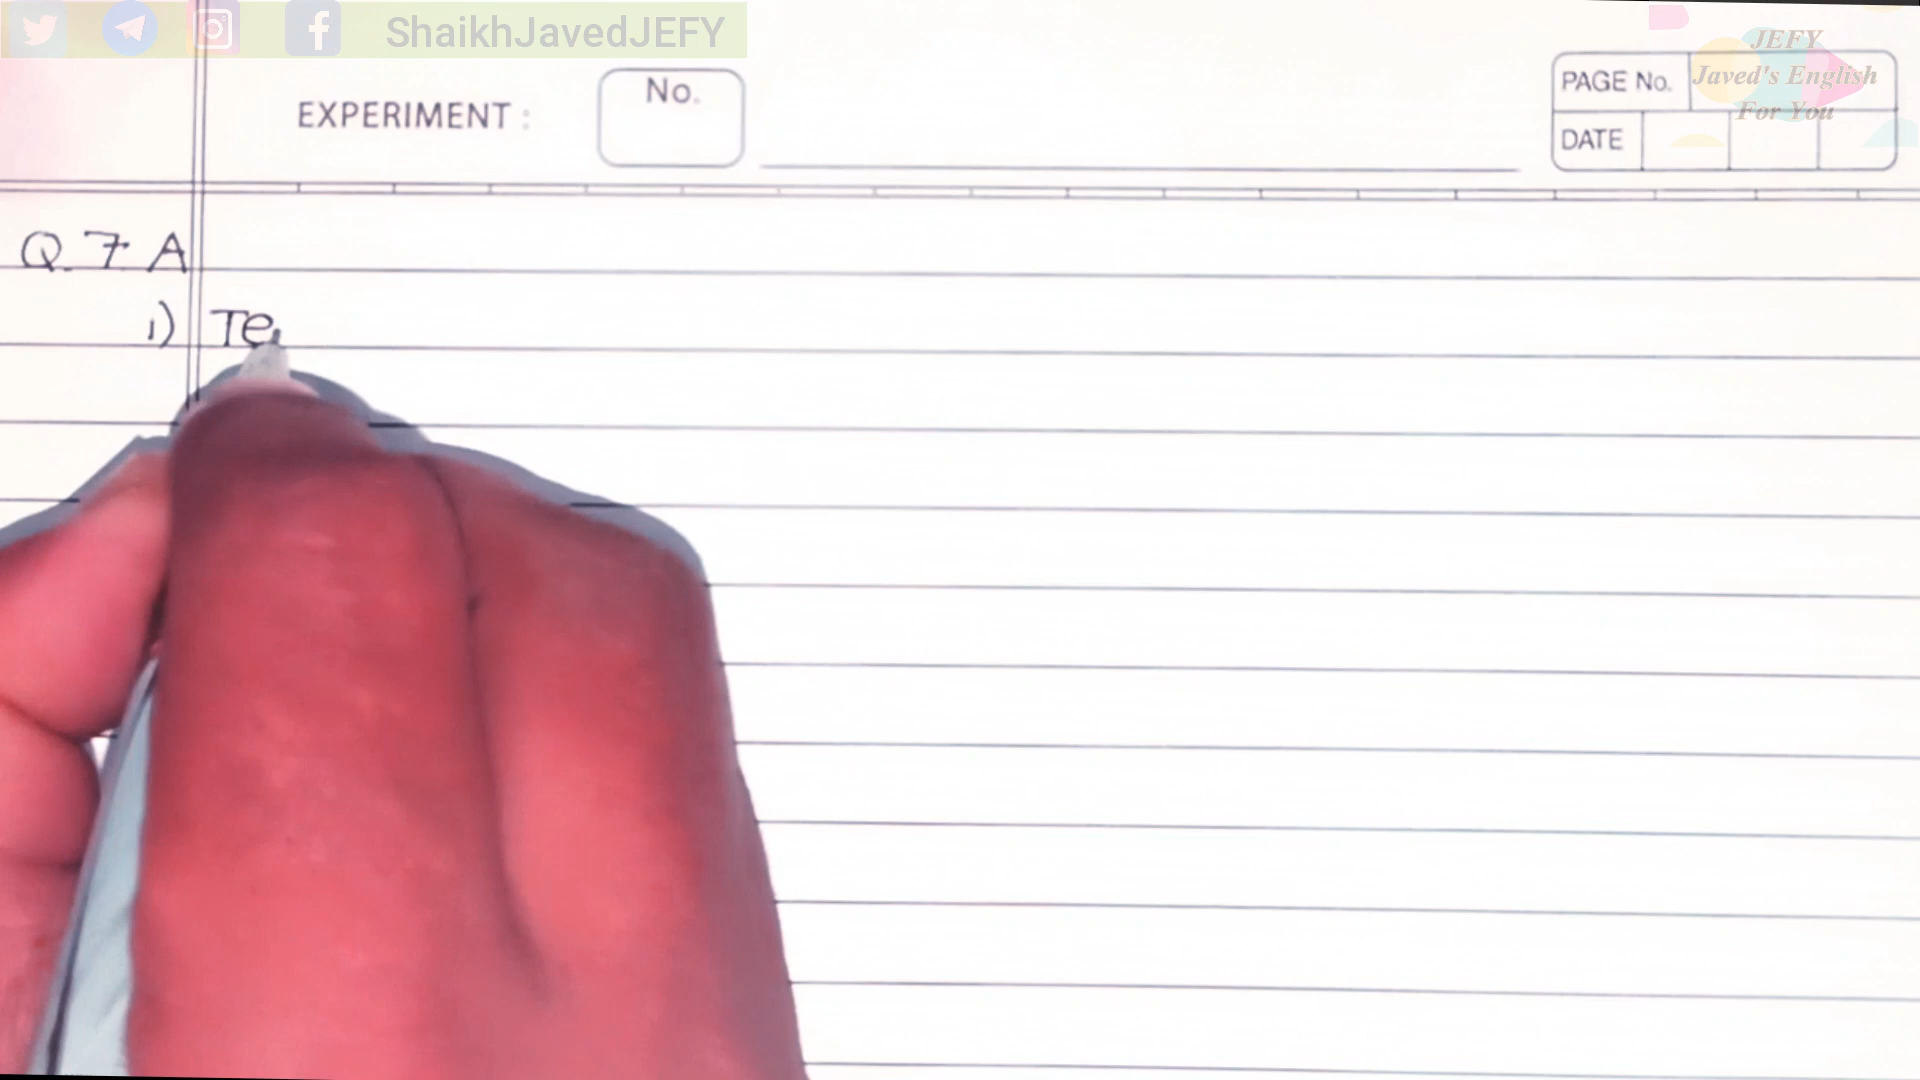 ShaikhJavedJEFY
JEFY
Javed's English
For You
EXPERIMENT :
No.
PAGE No.
DATE
Q.7 A
1) Te